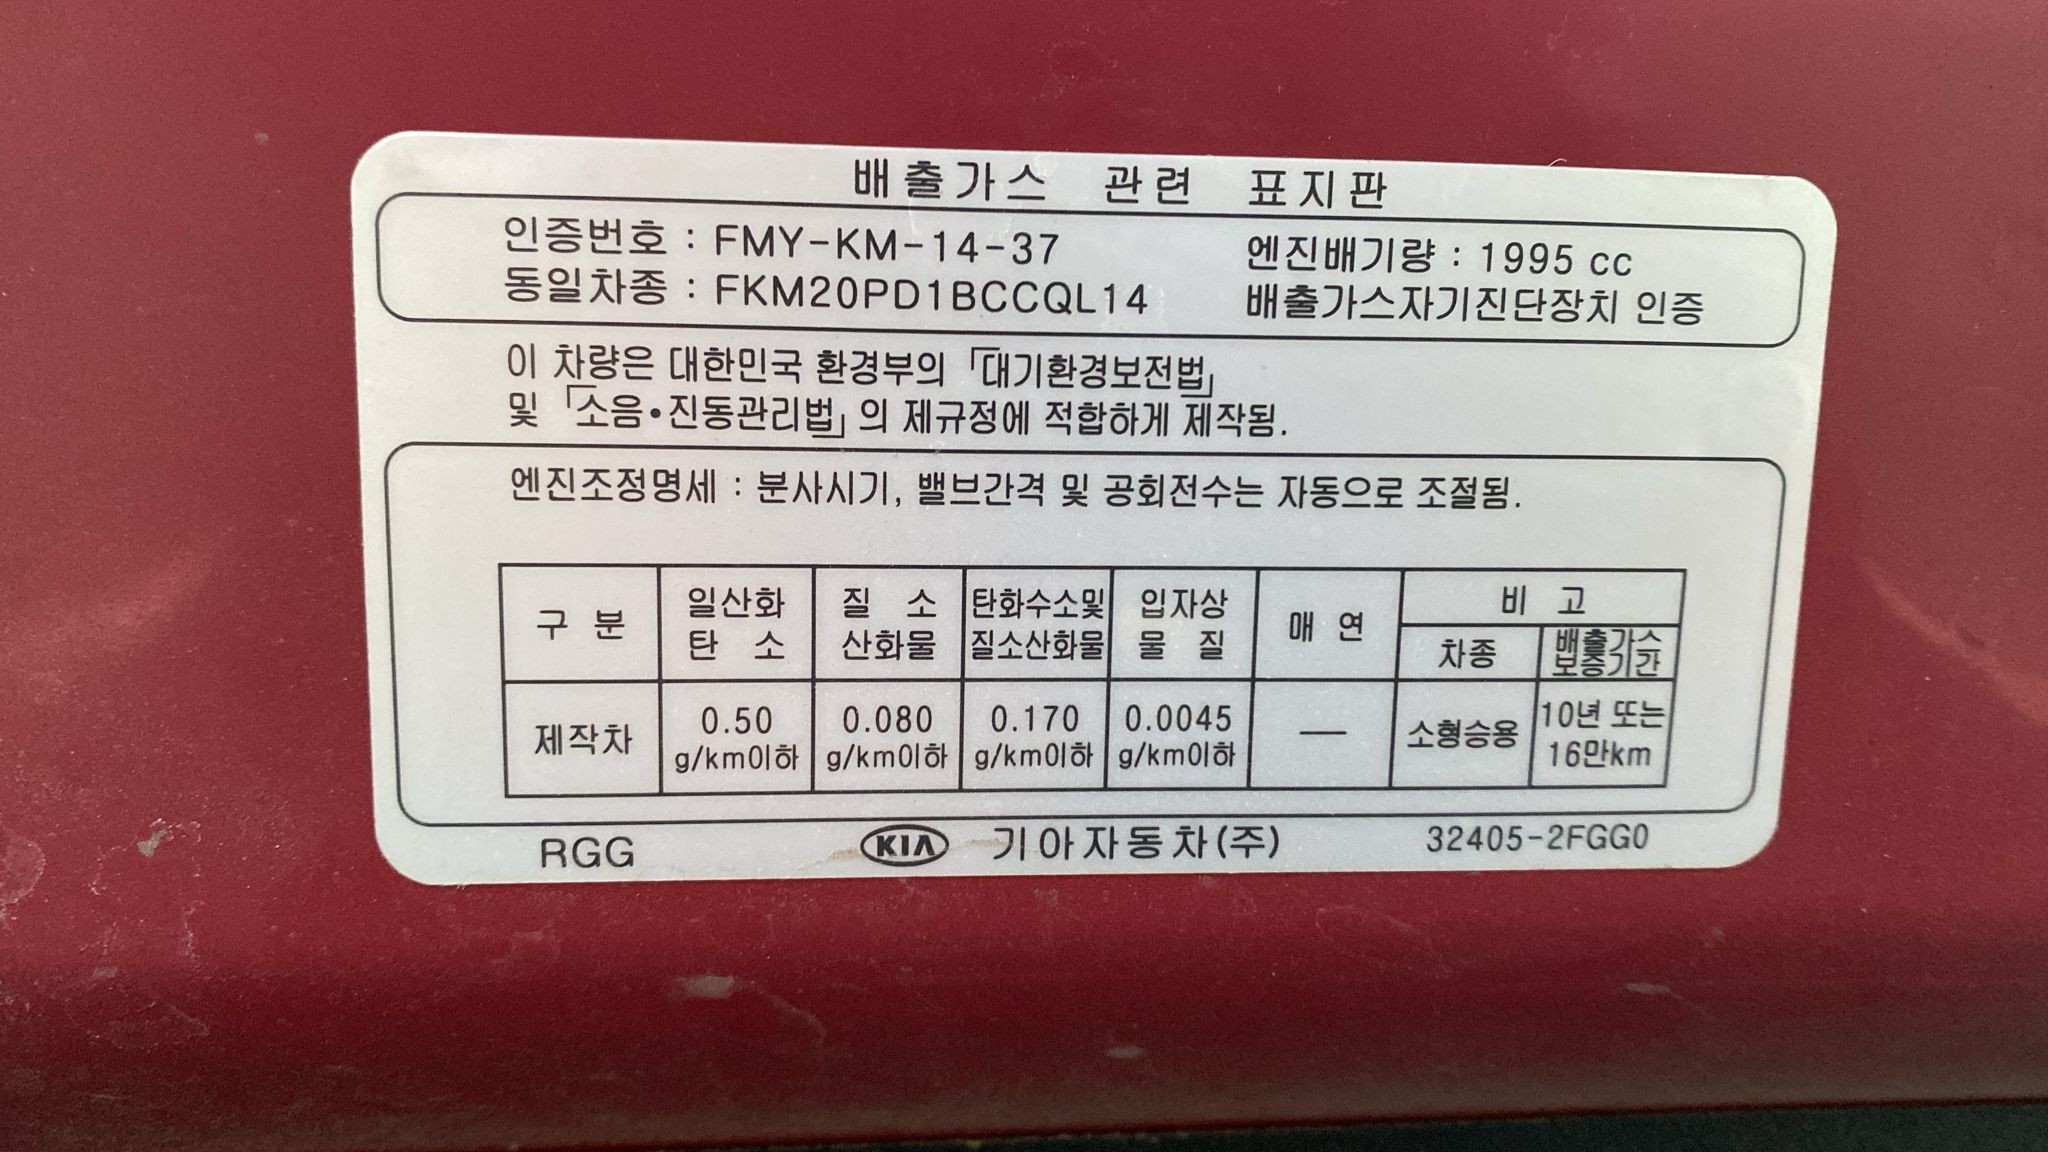 배출가스 관련 표지판
인증번호 : FMY-KM-14-37 엔진배기량 : 1995 cc
동일차종 : FKM20PD1BCCQL14 배출가스자기진단장치 인증
이 차량은 대한민국 환경부의 「대기환경보전법」
및 「소음•진동관리법」의 제규정에 적합하게 제작됨.
엔진조정명세 : 분사시기, 밸브간격 및 공회전수는 자동으로 조절됨.
구 분 일산화 탄 소 질 소 산화물 탄화수소및 질소산화물 입자상 물 질 매 연 비 고
차종 배출가스 보증기간
제작차 0.50 g/km이하 0.080 g/km이하 0.170 g/km이하 0.0045 g/km이하 — 소형승용 10년 또는 16만km
RGG KIA 기아자동차(주) 32405-2FGG0